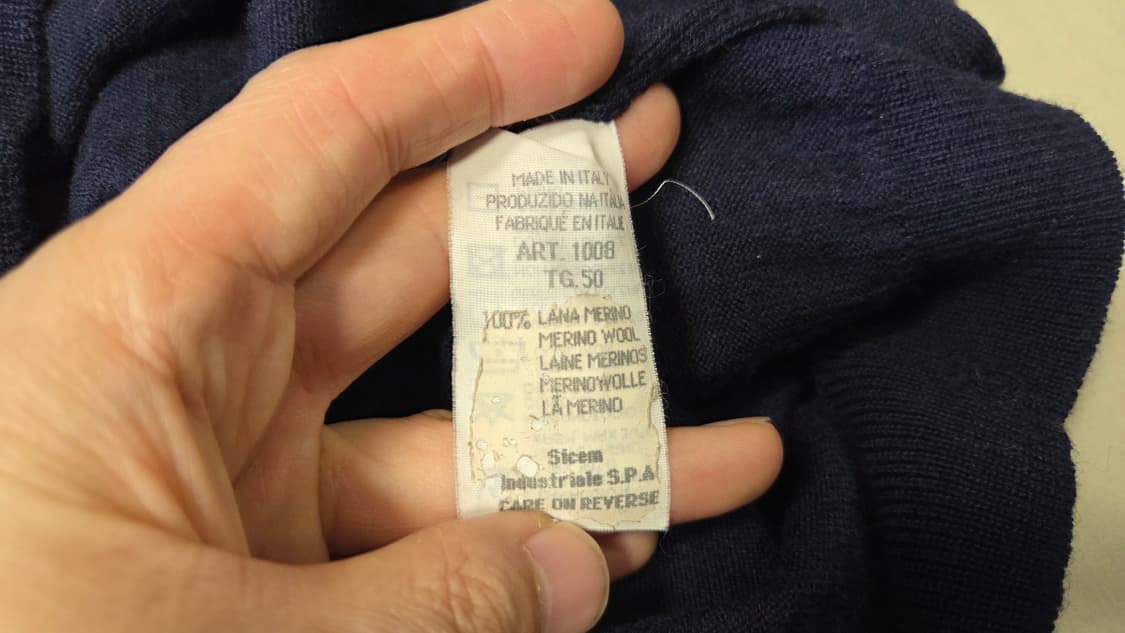 MADE IN ITALY
PRODUZIDO NA ITALIA
FABRIQUÉ EN ITALIE
ART. 1008
TG. 50
100% LANA MERINO
MERINO WOOL
LAINE MERINOS
MERINOWOLLE
LÃ MERINO
Sicem
Industriale S.P.A
CARE ON REVERSE